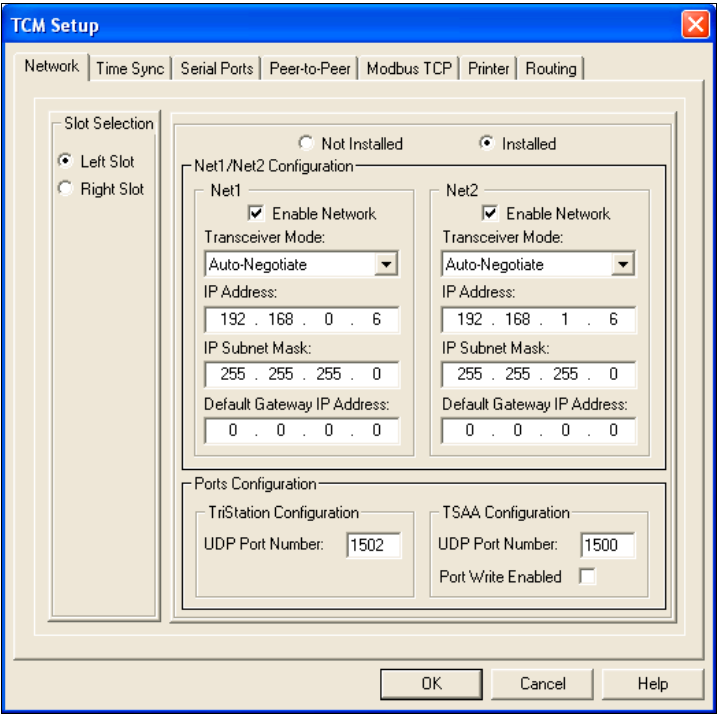 TCM Setup
Network Time Sync Serial Ports Peer-to-Peer Modbus TCP Printer Routing
Slot Selection
Left Slot
Right Slot
Not Installed Installed
Net1/Net2 Configuration
Net1
Enable Network
Transceiver Mode:
Auto-Negotiate
IP Address:
192 . 168 . 0 . 6
IP Subnet Mask:
255 . 255 . 255 . 0
Default Gateway IP Address:
0 . 0 . 0 . 0
Net2
Enable Network
Transceiver Mode:
Auto-Negotiate
IP Address:
192 . 168 . 1 . 6
IP Subnet Mask:
255 . 255 . 255 . 0
Default Gateway IP Address:
0 . 0 . 0 . 0
Ports Configuration
TriStation Configuration
UDP Port Number: 1502
TSAA Configuration
UDP Port Number: 1500
Port Write Enabled
OK Cancel Help